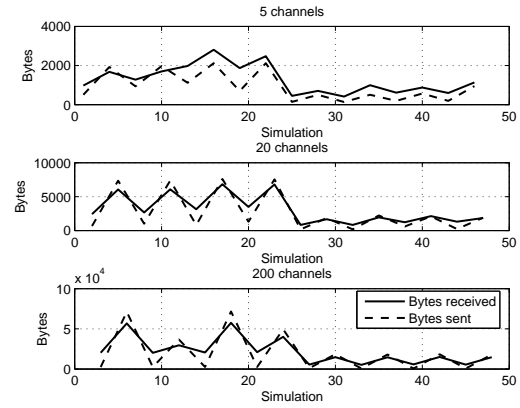 5 channels
4000
2000
0
Bytes
0 10 20 30 40 50
Simulation
20 channels
10000
5000
0
Bytes
0 10 20 30 40 50
Simulation
200 channels
x 10^4
10
5
0
Bytes
Bytes received
Bytes sent
0 10 20 30 40 50
Simulation